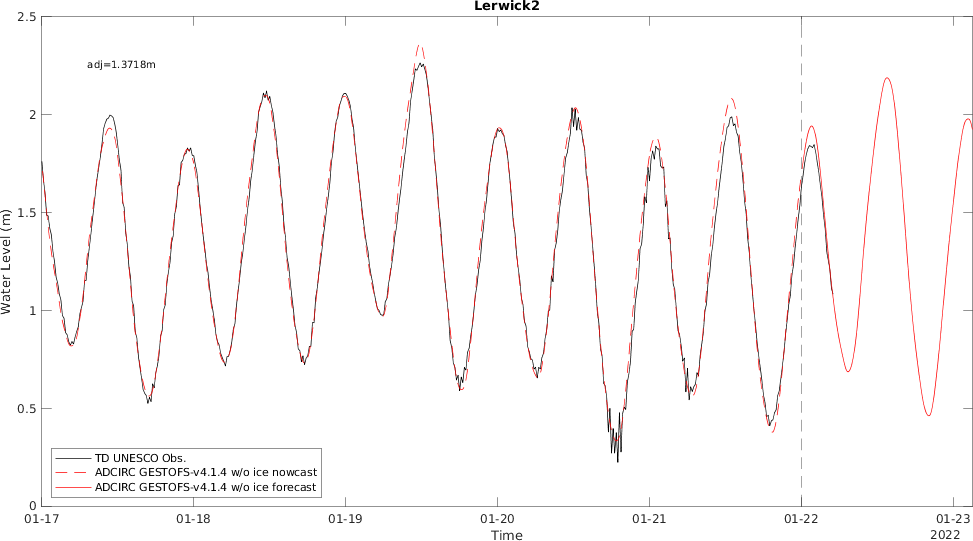 Lerwick2
adj=1.3718m
2.5
2
1.5
1
0.5
0
Water Level (m)
TD UNESCO Obs.
ADCIRC GESTOFS-v4.1.4 w/o ice nowcast
ADCIRC GESTOFS-v4.1.4 w/o ice forecast
01-17 01-18 01-19 01-20 01-21 01-22 01-23
Time 2022